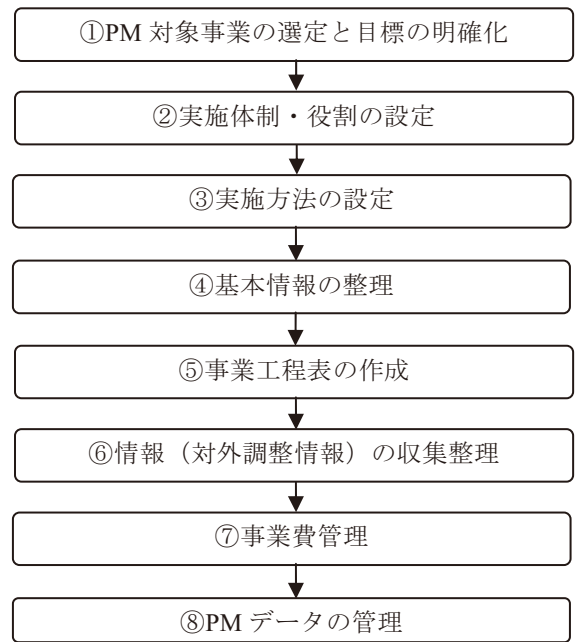 ①PM 対象事業の選定と目標の明確化
②実施体制・役割の設定
③実施方法の設定
④基本情報の整理
⑤事業工程表の作成
⑥情報（対外調整情報）の収集整理
⑦事業費管理
⑧PM データの管理